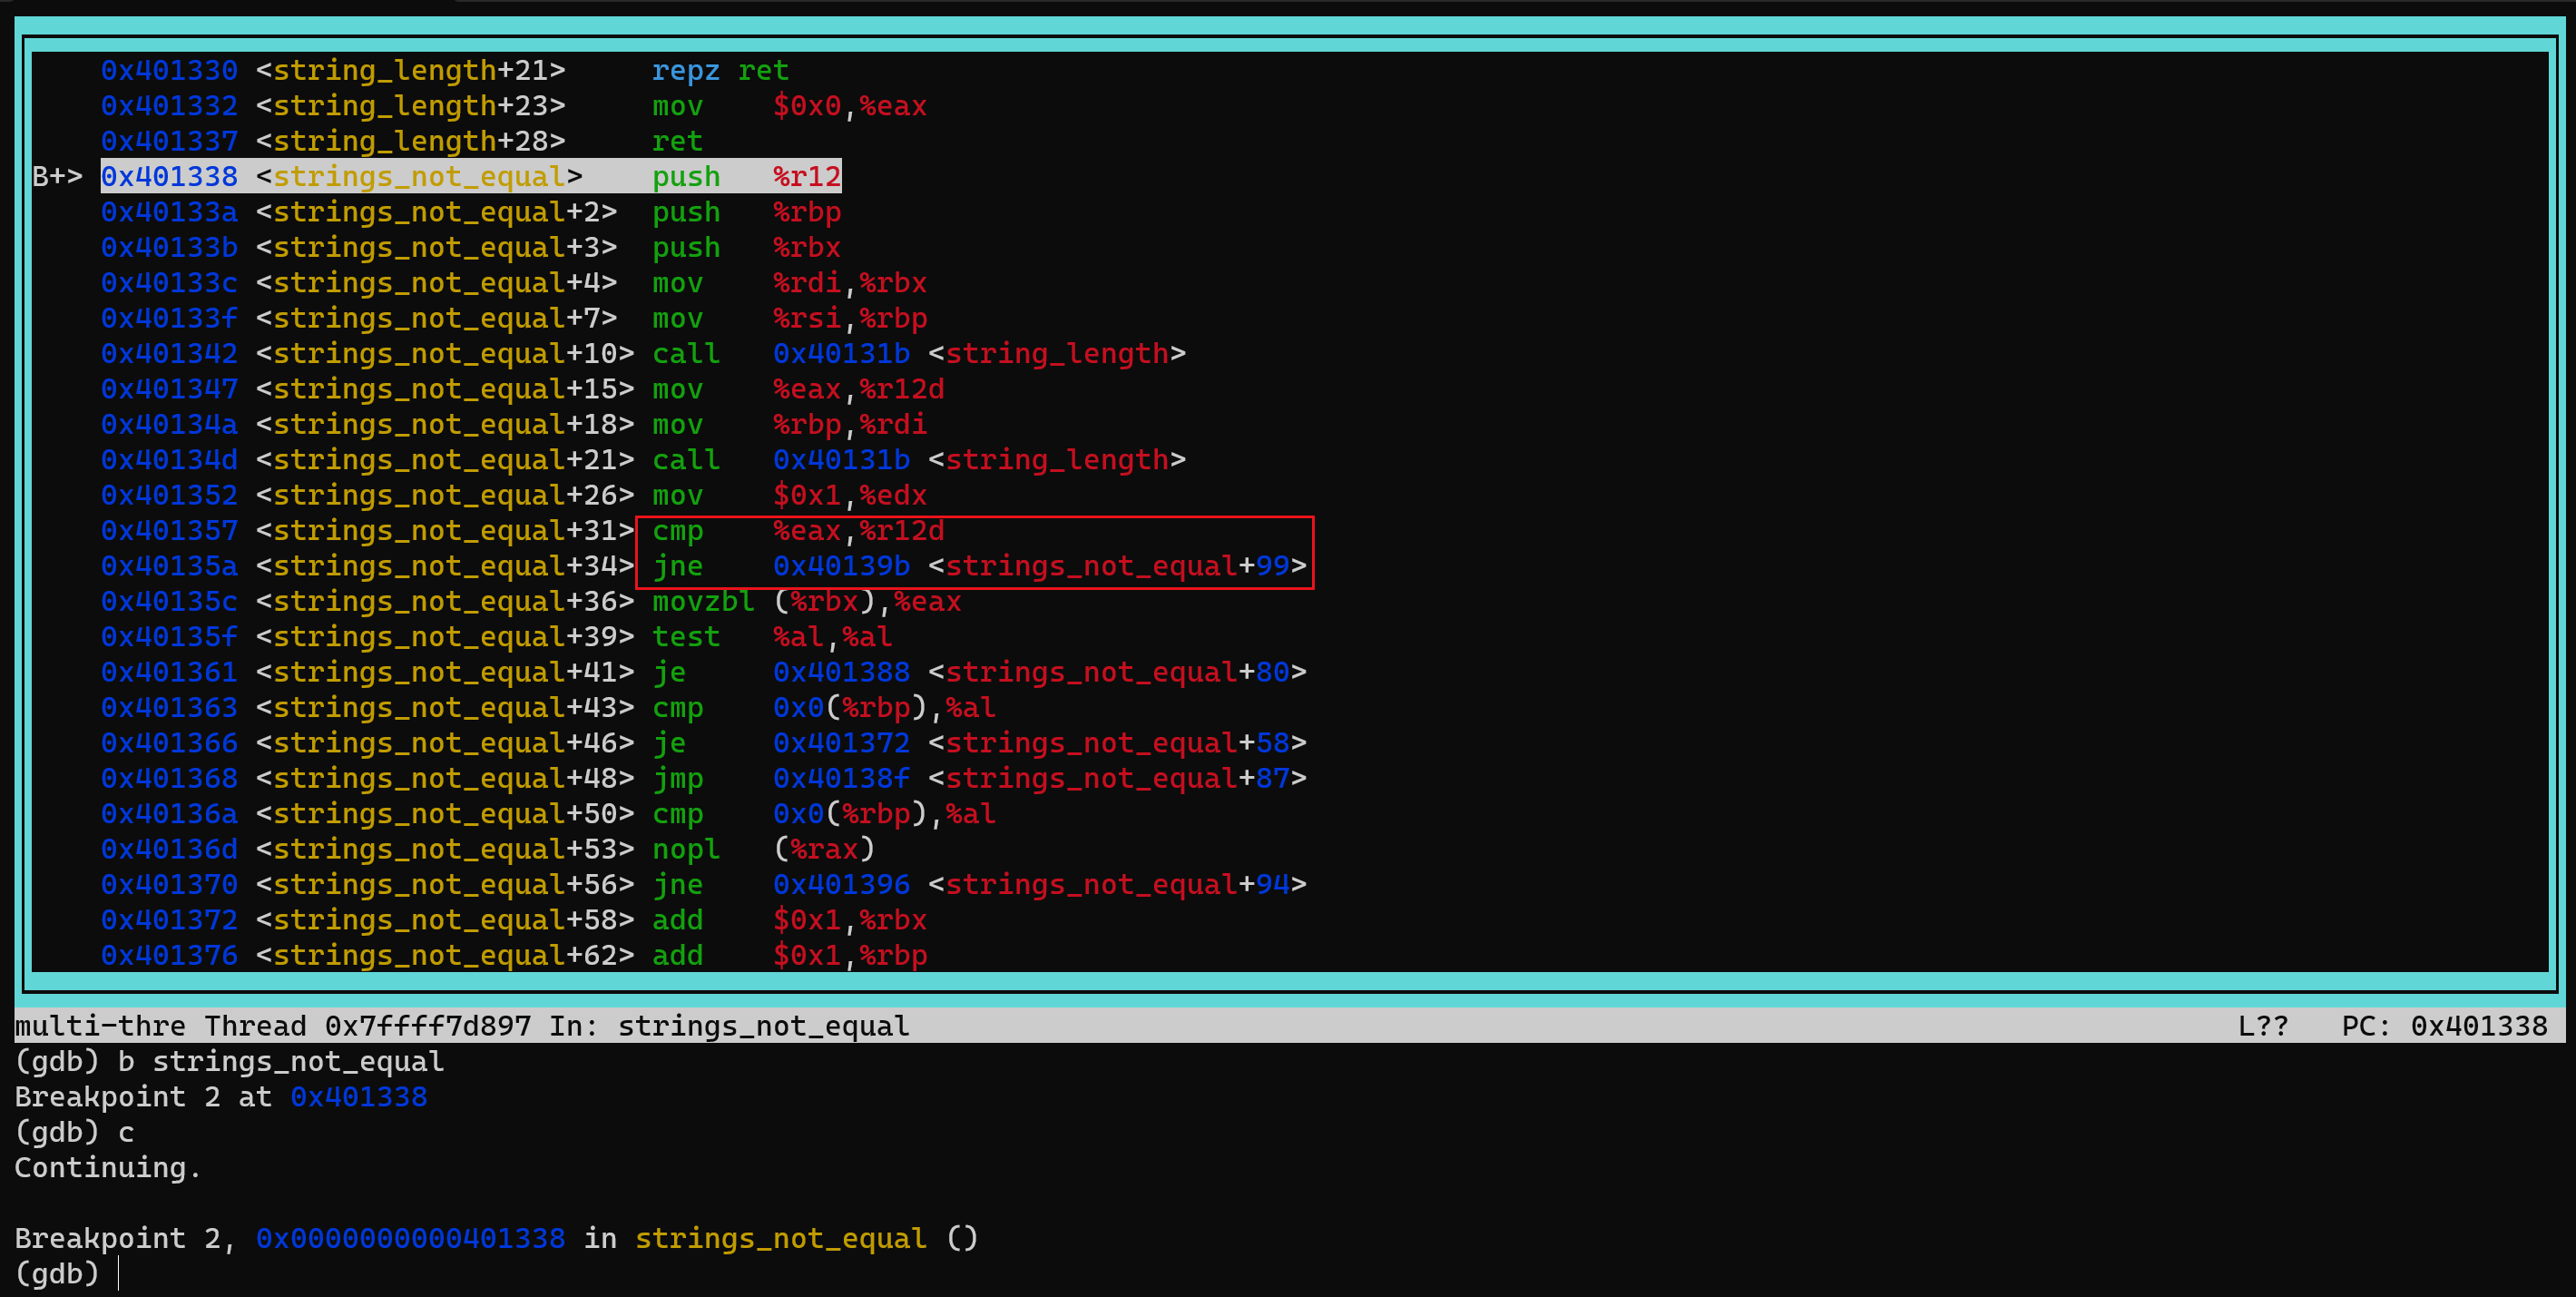 0x401330 <string_length+21>     repz ret
0x401332 <string_length+23>     mov    $0x0,%eax
0x401337 <string_length+28>     ret
B+> 0x401338 <strings_not_equal>    push   %r12
0x40133a <strings_not_equal+2>  push   %rbp
0x40133b <strings_not_equal+3>  push   %rbx
0x40133c <strings_not_equal+4>  mov    %rdi,%rbx
0x40133f <strings_not_equal+7>  mov    %rsi,%rbp
0x401342 <strings_not_equal+10> call   0x40131b <string_length>
0x401347 <strings_not_equal+15> mov    %eax,%r12d
0x40134a <strings_not_equal+18> mov    %rbp,%rdi
0x40134d <strings_not_equal+21> call   0x40131b <string_length>
0x401352 <strings_not_equal+26> mov    $0x1,%edx
0x401357 <strings_not_equal+31> cmp    %eax,%r12d
0x40135a <strings_not_equal+34> jne    0x40139b <strings_not_equal+99>
0x40135c <strings_not_equal+36> movzbl (%rbx),%eax
0x40135f <strings_not_equal+39> test   %al,%al
0x401361 <strings_not_equal+41> je     0x401388 <strings_not_equal+80>
0x401363 <strings_not_equal+43> cmp    0x0(%rbp),%al
0x401366 <strings_not_equal+46> je     0x401372 <strings_not_equal+58>
0x401368 <strings_not_equal+48> jmp    0x40138f <strings_not_equal+87>
0x40136a <strings_not_equal+50> cmp    0x0(%rbp),%al
0x40136d <strings_not_equal+53> nopl   (%rax)
0x401370 <strings_not_equal+56> jne    0x401396 <strings_not_equal+94>
0x401372 <strings_not_equal+58> add    $0x1,%rbx
0x401376 <strings_not_equal+62> add    $0x1,%rbp
multi-thre Thread 0x7ffff7d897 In: strings_not_equal    L??   PC: 0x401338
(gdb) b strings_not_equal
Breakpoint 2 at 0x401338
(gdb) c
Continuing.
Breakpoint 2, 0x0000000000401338 in strings_not_equal ()
(gdb)